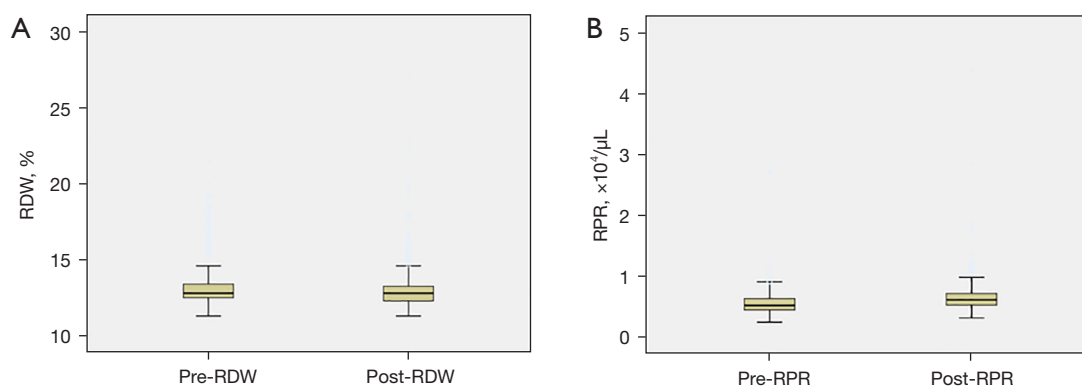 A
RDW, %
30
25
20
15
10
Pre-RDW
Post-RDW
B
RPR, ×10⁴/μL
5
4
3
2
1
0
Pre-RPR
Post-RPR